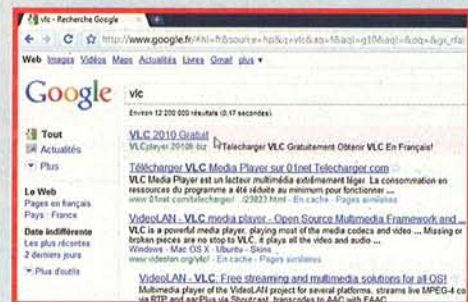 vlc - Recherche Google
http://www.google.fr/
Web Images Vidéos Maps Actualités Livres Gmail plus ▾
Google
vlc
Environ 12 200 000 résultats (0,17 secondes)
Tout
Actualités
Plus
Le Web
Pages en français
Pays : France
Date indifférente
Les plus récentes
2 derniers jours
Plus d'outils
VLC 2010 Gratuit
Telecharger VLC Gratuitement Obtenir VLC En Français!
Télécharger VLC Media Player sur 01net Telecharger.com
VLC Media Player est un lecteur multimédia extrêmement léger. La consommation en
ressources du programme a été réduite au minimum pour fonctionner ...
www.01net.com/telecharger/.../23823.html - En cache - Pages similaires
VideoLAN - VLC media player - Open Source Multimedia Framework and ...
VLC is a powerful media player, playing most of the media codecs and video ... Missing or
broken pieces are no stop to VLC, it plays all the video and audio ...
Windows - Mac OS X - Ubuntu - Skins
www.videolan.org/vlc/ - En cache - Pages similaires
VideoLAN - VLC: Free streaming and multimedia solutions for all OS!
Multimedia player of the VideoLAN project for several platforms, streams live MPEG-4 co
via RTP and aacPlus via Shoutcast, transcodes to AAC with FAAC